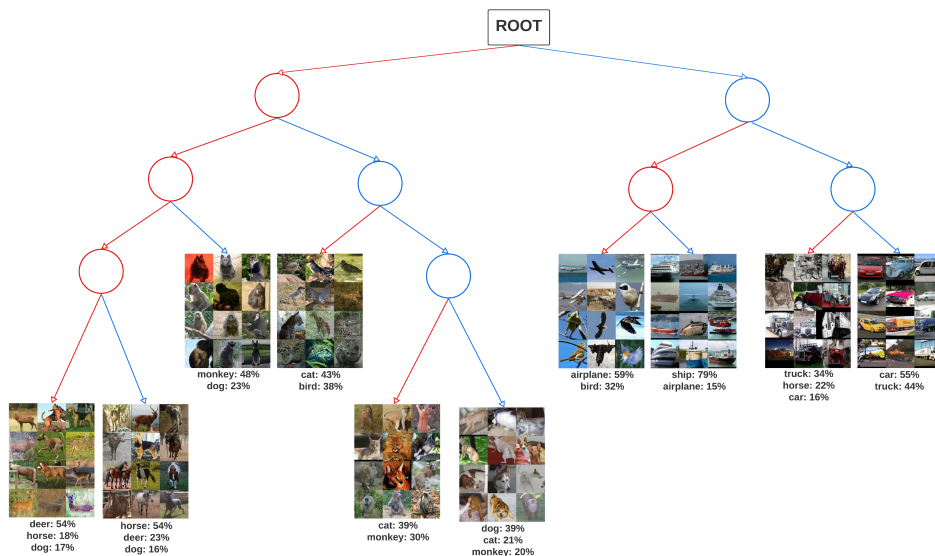 ROOT
monkey: 48%
dog: 23%
cat: 43%
bird: 38%
airplane: 59%
bird: 32%
ship: 79%
airplane: 15%
truck: 34%
horse: 22%
car: 16%
car: 55%
truck: 44%
deer: 54%
horse: 18%
dog: 17%
horse: 54%
deer: 23%
dog: 16%
cat: 39%
monkey: 30%
dog: 39%
cat: 21%
monkey: 20%